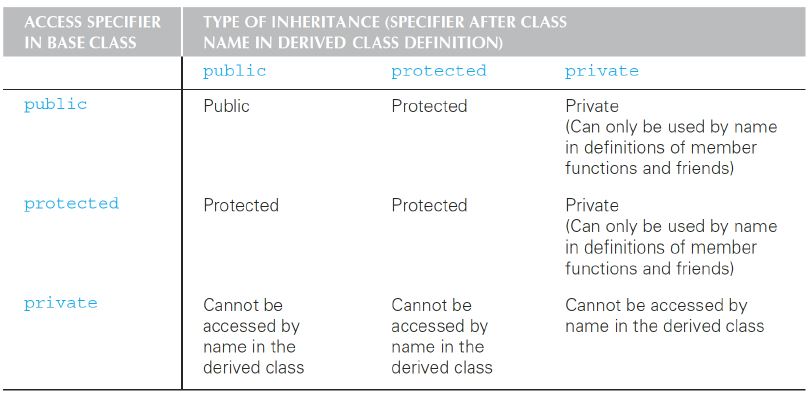 ACCESS SPECIFIER IN BASE CLASS
TYPE OF INHERITANCE (SPECIFIER AFTER CLASS NAME IN DERIVED CLASS DEFINITION)
public protected private
public
Public
Protected
Private
(Can only be used by name
in definitions of member
functions and friends)
protected
Protected
Protected
Private
(Can only be used by name
in definitions of member
functions and friends)
private
Cannot be
accessed by
name in the
derived class
Cannot be
accessed by
name in the
derived class
Cannot be accessed by
name in the derived class